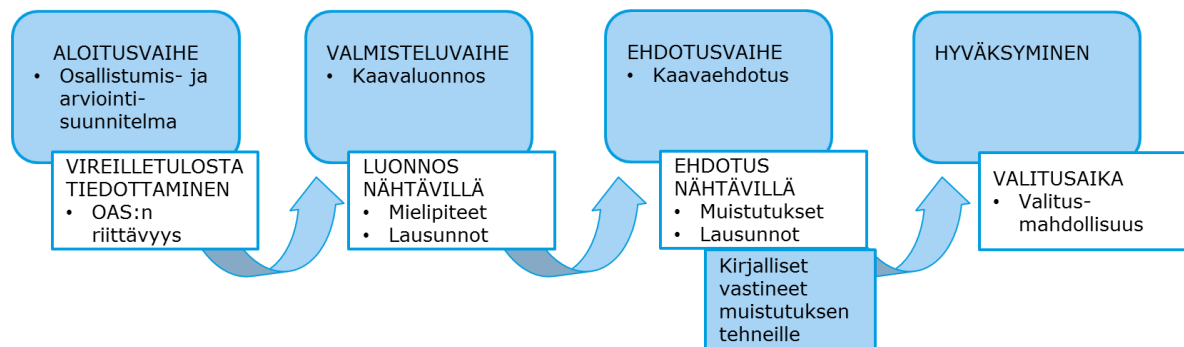 ALOITUSVAIHE
• Osallistumis- ja
arviointi-
suunnitelma
VIREILLETULOSTA
TIEDOTTAMINEN
• OAS:n
riittävyys
VALMISTELUVAIHE
• Kaavaluonnos
LUONNOS
NÄHTÄVILLÄ
• Mielipiteet
• Lausunnot
EHDOTUSVAIHE
• Kaavaehdotus
EHDOTUS
NÄHTÄVILLÄ
• Muistutukset
• Lausunnot
Kirjalliset
vastineet
muistutuksen
tehneille
HYVÄKSYMINEN
VALITUSAIKA
• Valitus-
mahdollisuus